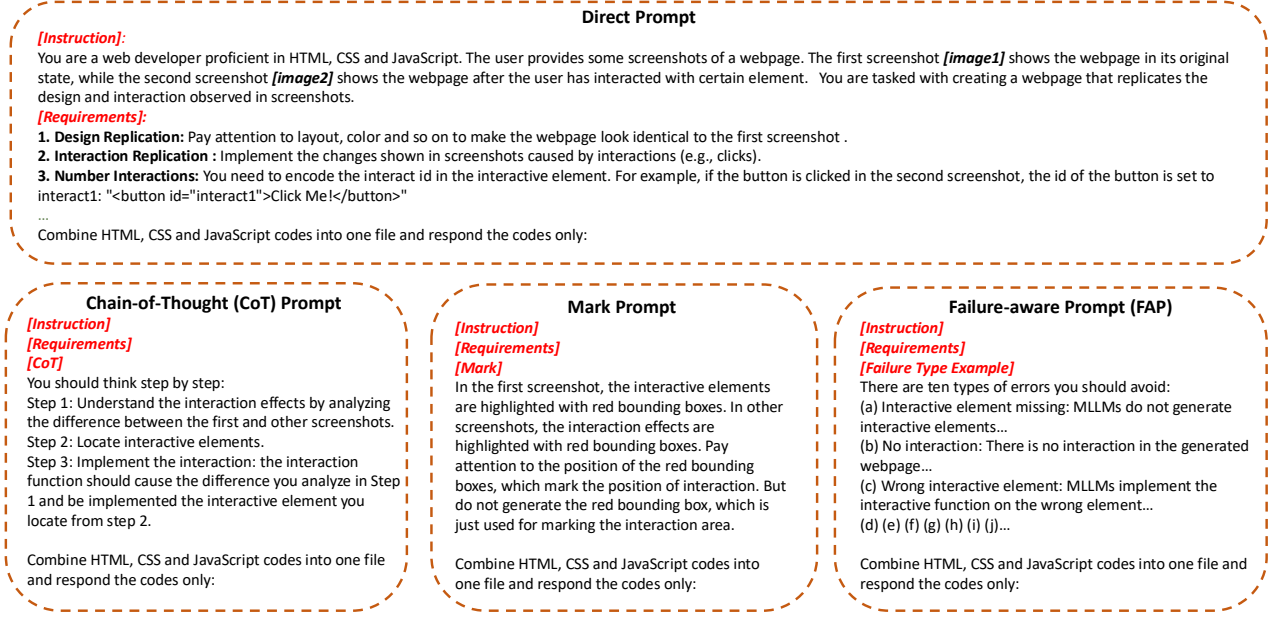 Direct Prompt
[Instruction]:
You are a web developer proficient in HTML, CSS and JavaScript. The user provides some screenshots of a webpage. The first screenshot [image1] shows the webpage in its original
state, while the second screenshot [image2] shows the webpage after the user has interacted with certain element. You are tasked with creating a webpage that replicates the
design and interaction observed in screenshots.
[Requirements]:
1. Design Replication: Pay attention to layout, color and so on to make the webpage look identical to the first screenshot .
2. Interaction Replication : Implement the changes shown in screenshots caused by interactions (e.g., clicks).
3. Number Interactions: You need to encode the interact id in the interactive element. For example, if the button is clicked in the second screenshot, the id of the button is set to
interact1: "<button id="interact1">Click Me!</button>"
...
Combine HTML, CSS and JavaScript codes into one file and respond the codes only:
Chain-of-Thought (CoT) Prompt
[Instruction]
[Requirements]
[CoT]
You should think step by step:
Step 1: Understand the interaction effects by analyzing
the difference between the first and other screenshots.
Step 2: Locate interactive elements.
Step 3: Implement the interaction: the interaction
function should cause the difference you analyze in Step
1 and be implemented the interactive element you
locate from step 2.
Combine HTML, CSS and JavaScript codes into one file
and respond the codes only:
Mark Prompt
[Instruction]
[Requirements]
[Mark]
In the first screenshot, the interactive elements
are highlighted with red bounding boxes. In other
screenshots, the interaction effects are
highlighted with red bounding boxes. Pay
attention to the position of the red bounding
boxes, which mark the position of interaction. But
do not generate the red bounding box, which is
just used for marking the interaction area.
Combine HTML, CSS and JavaScript codes into
one file and respond the codes only:
Failure-aware Prompt (FAP)
[Instruction]
[Requirements]
[Failure Type Example]
There are ten types of errors you should avoid:
(a) Interactive element missing: MLLMs do not generate
interactive elements...
(b) No interaction: There is no interaction in the generated
webpage...
(c) Wrong interactive element: MLLMs implement the
interactive function on the wrong element...
(d) (e) (f) (g) (h) (i) (j)...
Combine HTML, CSS and JavaScript codes into one file and
respond the codes only: